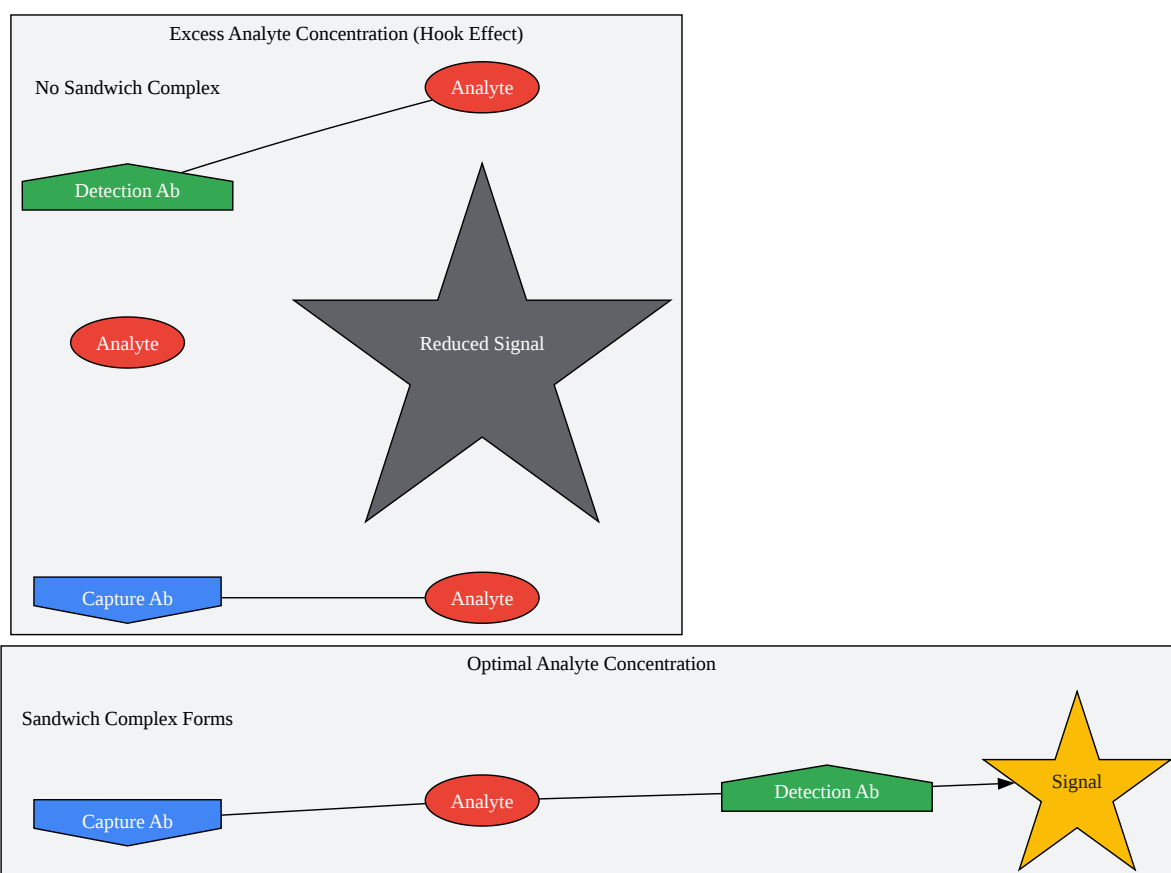 Excess Analyte Concentration (Hook Effect)
No Sandwich Complex
Analyte
Detection Ab
Analyte
Reduced Signal
Capture Ab
Analyte
Optimal Analyte Concentration
Sandwich Complex Forms
Capture Ab
Analyte
Detection Ab
Signal